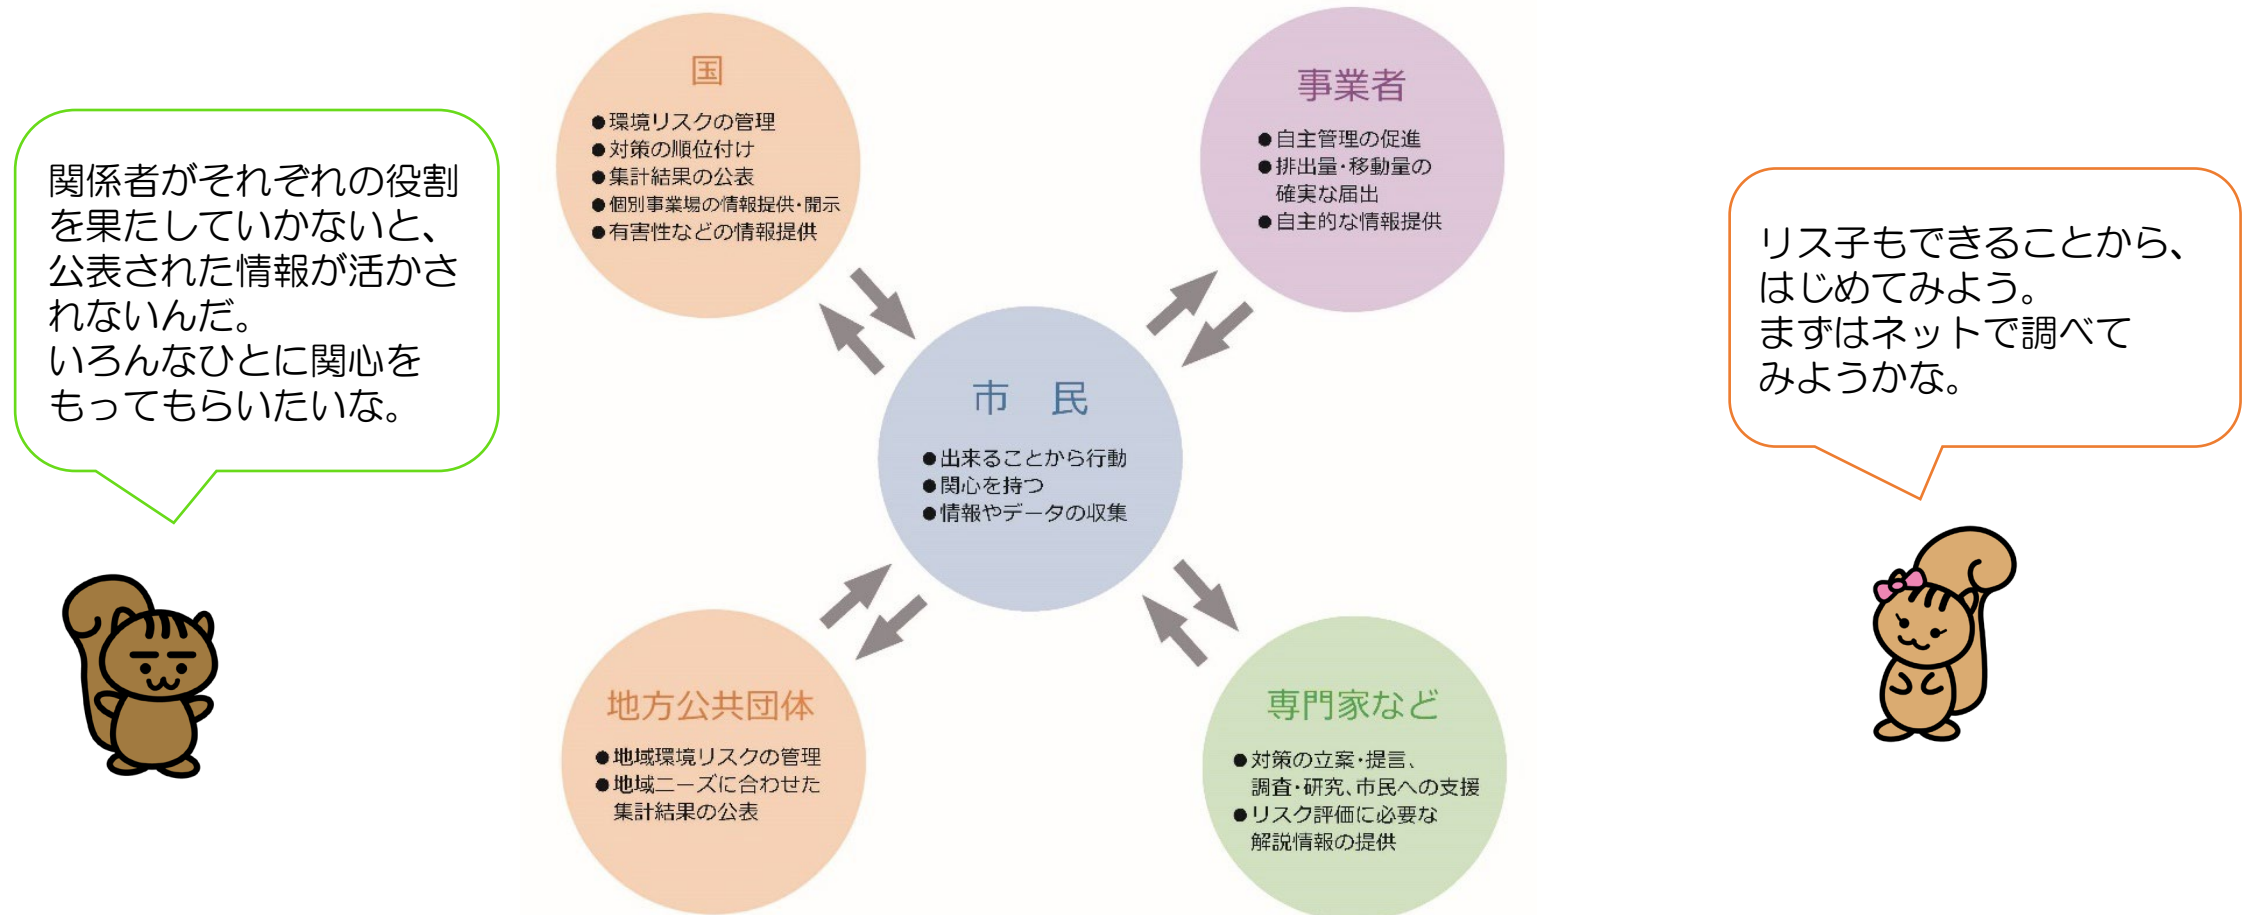 関係者がそれぞれの役割
を果たしていかないと、
公表された情報が活かさ
れないんだ。
いろんなひとに関心を
もってもらいたいな。
国
●環境リスクの管理
●対策の順位付け
●集計結果の公表
●個別事業場の情報提供・開示
●有害性などの情報提供
事業者
●自主管理の促進
●排出量・移動量の
確実な届出
●自主的な情報提供
リス子もできることから、
はじめてみよう。
まずはネットで調べて
みようかな。
市　民
●出来ることから行動
●関心を持つ
●情報やデータの収集
地方公共団体
●地域環境リスクの管理
●地域ニーズに合わせた
集計結果の公表
専門家など
●対策の立案・提言、
調査・研究、市民への支援
●リスク評価に必要な
解説情報の提供